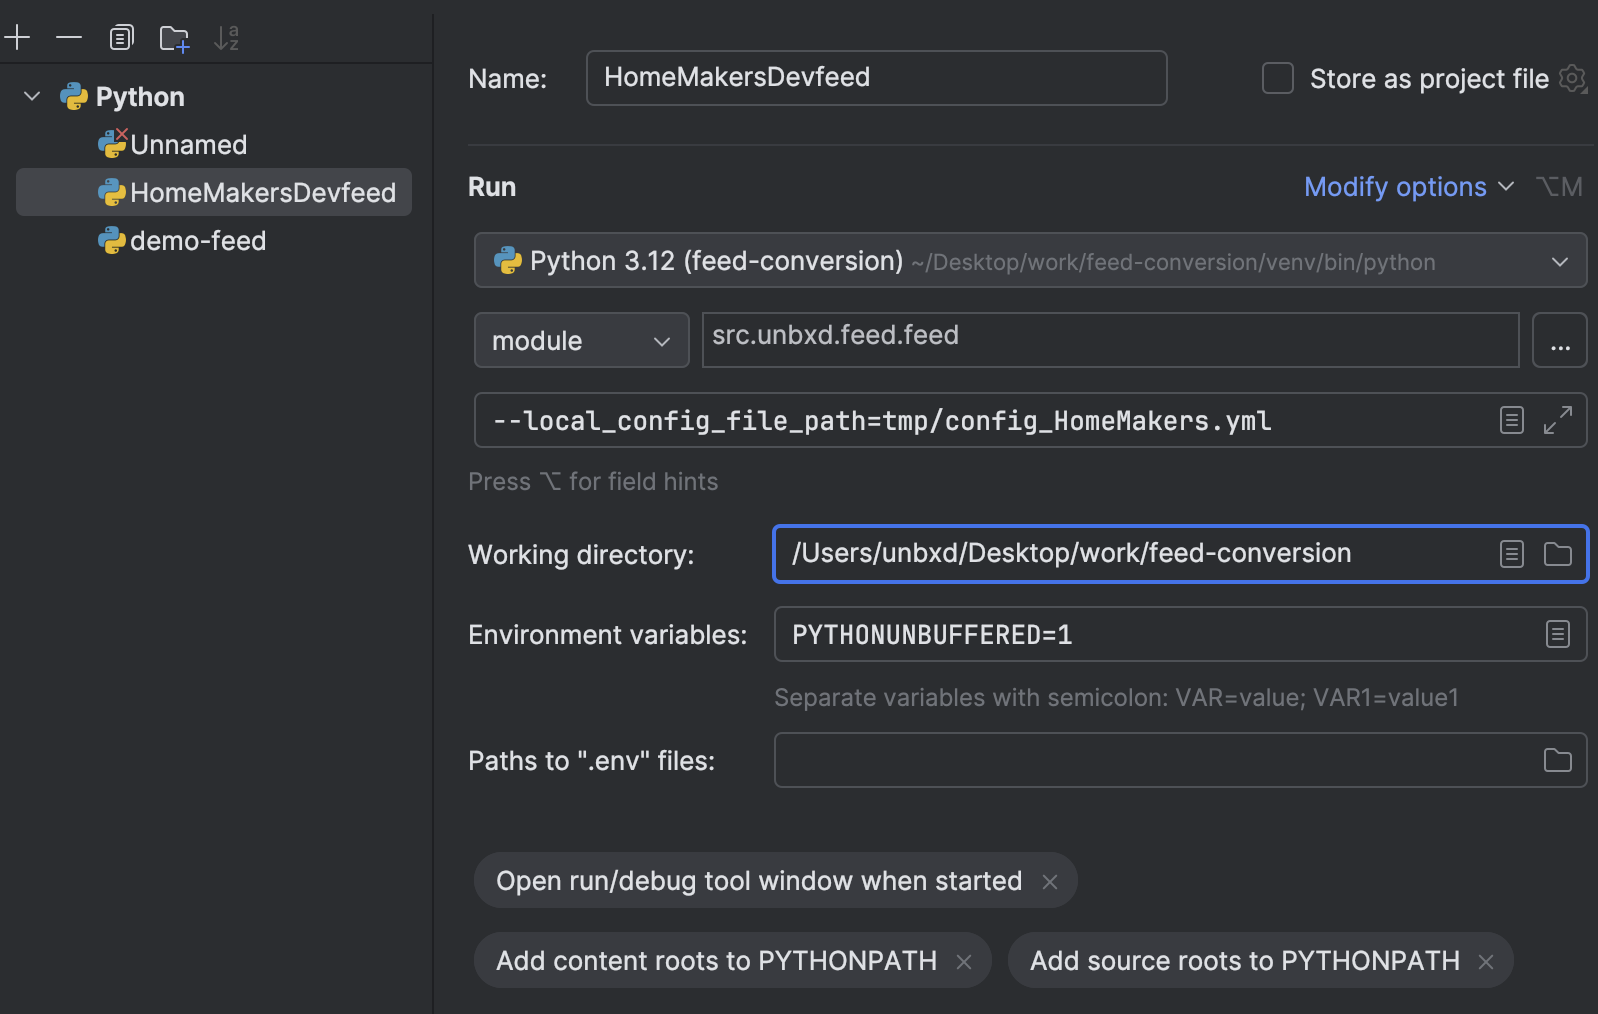 Python
Unnamed
HomeMakersDevfeed
demo-feed
Name: HomeMakersDevfeed Store as project file
Run Modify options ⌥M
Python 3.12 (feed-conversion) ~/Desktop/work/feed-conversion/venv/bin/python
module src.unbxd.feed.feed ...
--local_config_file_path=tmp/config_HomeMakers.yml
Press ⌥ for field hints
Working directory: /Users/unbxd/Desktop/work/feed-conversion
Environment variables: PYTHONUNBUFFERED=1
Separate variables with semicolon: VAR=value; VAR1=value1
Paths to ".env" files:
Open run/debug tool window when started ×
Add content roots to PYTHONPATH × Add source roots to PYTHONPATH ×